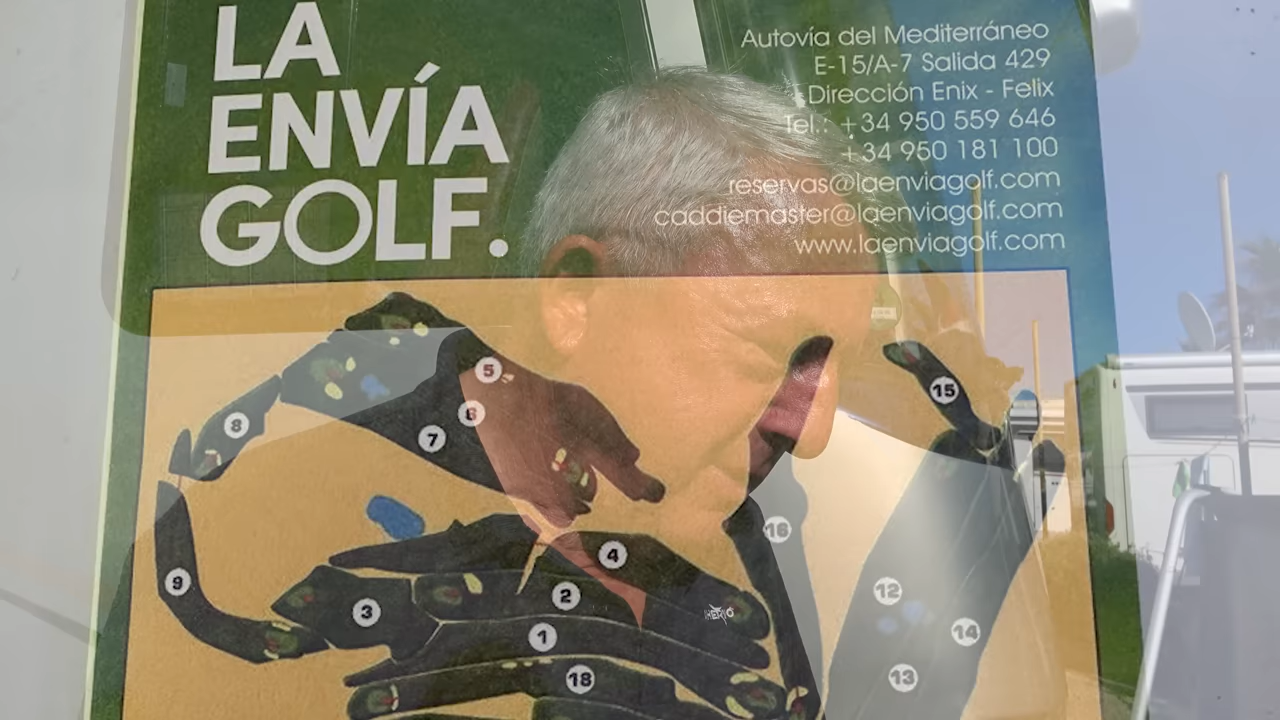 LA
ENVÍA
GOLF.
Autovía del Mediterráneo
E-15/A-7 Salida 429
Dirección Enix - Felix
Tel.: +34 950 559 646
+34 950 181 100
reservas@laenviagolf.com
caddiemaster@laenviagolf.com
www.laenviagolf.com
5
15
6
8
7
16
4
9
2
12
3
1
14
18
13